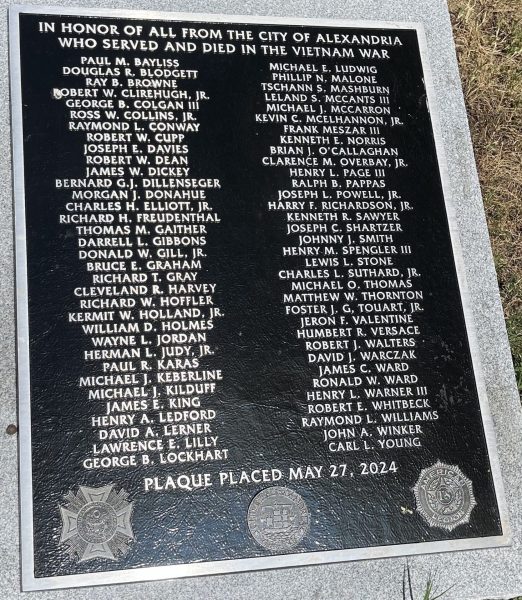 IN HONOR OF ALL FROM THE CITY OF ALEXANDRIA
WHO SERVED AND DIED IN THE VIETNAM WAR
PAUL M. BAYLISS
DOUGLAS R. BLODGETT
RAY B. BROWNE
ROBERT W. CLIREHUGH, JR.
GEORGE B. COLGAN III
ROSS W. COLLINS, JR.
RAYMOND L. CONWAY
ROBERT W. CUPP
JOSEPH E. DAVIES
ROBERT W. DEAN
JAMES W. DICKEY
BERNARD G.J. DILLENSEGER
MORGAN J. DONAHUE
CHARLES H. ELLIOTT, JR.
RICHARD H. FREUDENTHAL
THOMAS M. GAITHER
DARRELL L. GIBBONS
DONALD W. GILL, JR.
BRUCE E. GRAHAM
RICHARD T. GRAY
CLEVELAND R. HARVEY
RICHARD W. HOFFLER
KERMIT W. HOLLAND, JR.
WILLIAM D. HOLMES
WAYNE L. JORDAN
HERMAN L. JUDY, JR.
PAUL R. KARAS
MICHAEL J. KEBERLINE
MICHAEL J. KILDUFF
JAMES E. KING
HENRY A. LEDFORD
DAVID A. LERNER
LAWRENCE E. LILLY
GEORGE B. LOCKHART
MICHAEL E. LUDWIG
PHILLIP N. MALONE
TSCHANN S. MASHBURN
LELAND S. MCCANTS III
MICHAEL J. MCCARRON
KEVIN C. MCELHANNON, JR.
FRANK MESZAR III
KENNETH E. NORRIS
BRIAN J. O'CALLAGHAN
CLARENCE M. OVERBAY, JR.
HENRY L. PAGE III
RALPH B. PAPPAS
JOSEPH L. POWELL, JR.
HARRY F. RICHARDSON, JR.
KENNETH R. SAWYER
JOSEPH C. SHARTZER
JOHNNY J. SMITH
HENRY M. SPENGLER III
LEWIS L. STONE
CHARLES L. SUTHARD, JR.
MICHAEL O. THOMAS
MATTHEW W. THORNTON
FOSTER J. G. TOUART, JR.
JERON F. VALENTINE
HUMBERT R. VERSACE
ROBERT J. WALTERS
DAVID J. WARCZAK
JAMES C. WARD
RONALD W. WARD
HENRY L. WARNER III
ROBERT E. WHITBECK
RAYMOND L. WILLIAMS
JOHN A. WINKER
CARL L. YOUNG
PLAQUE PLACED MAY 27, 2024